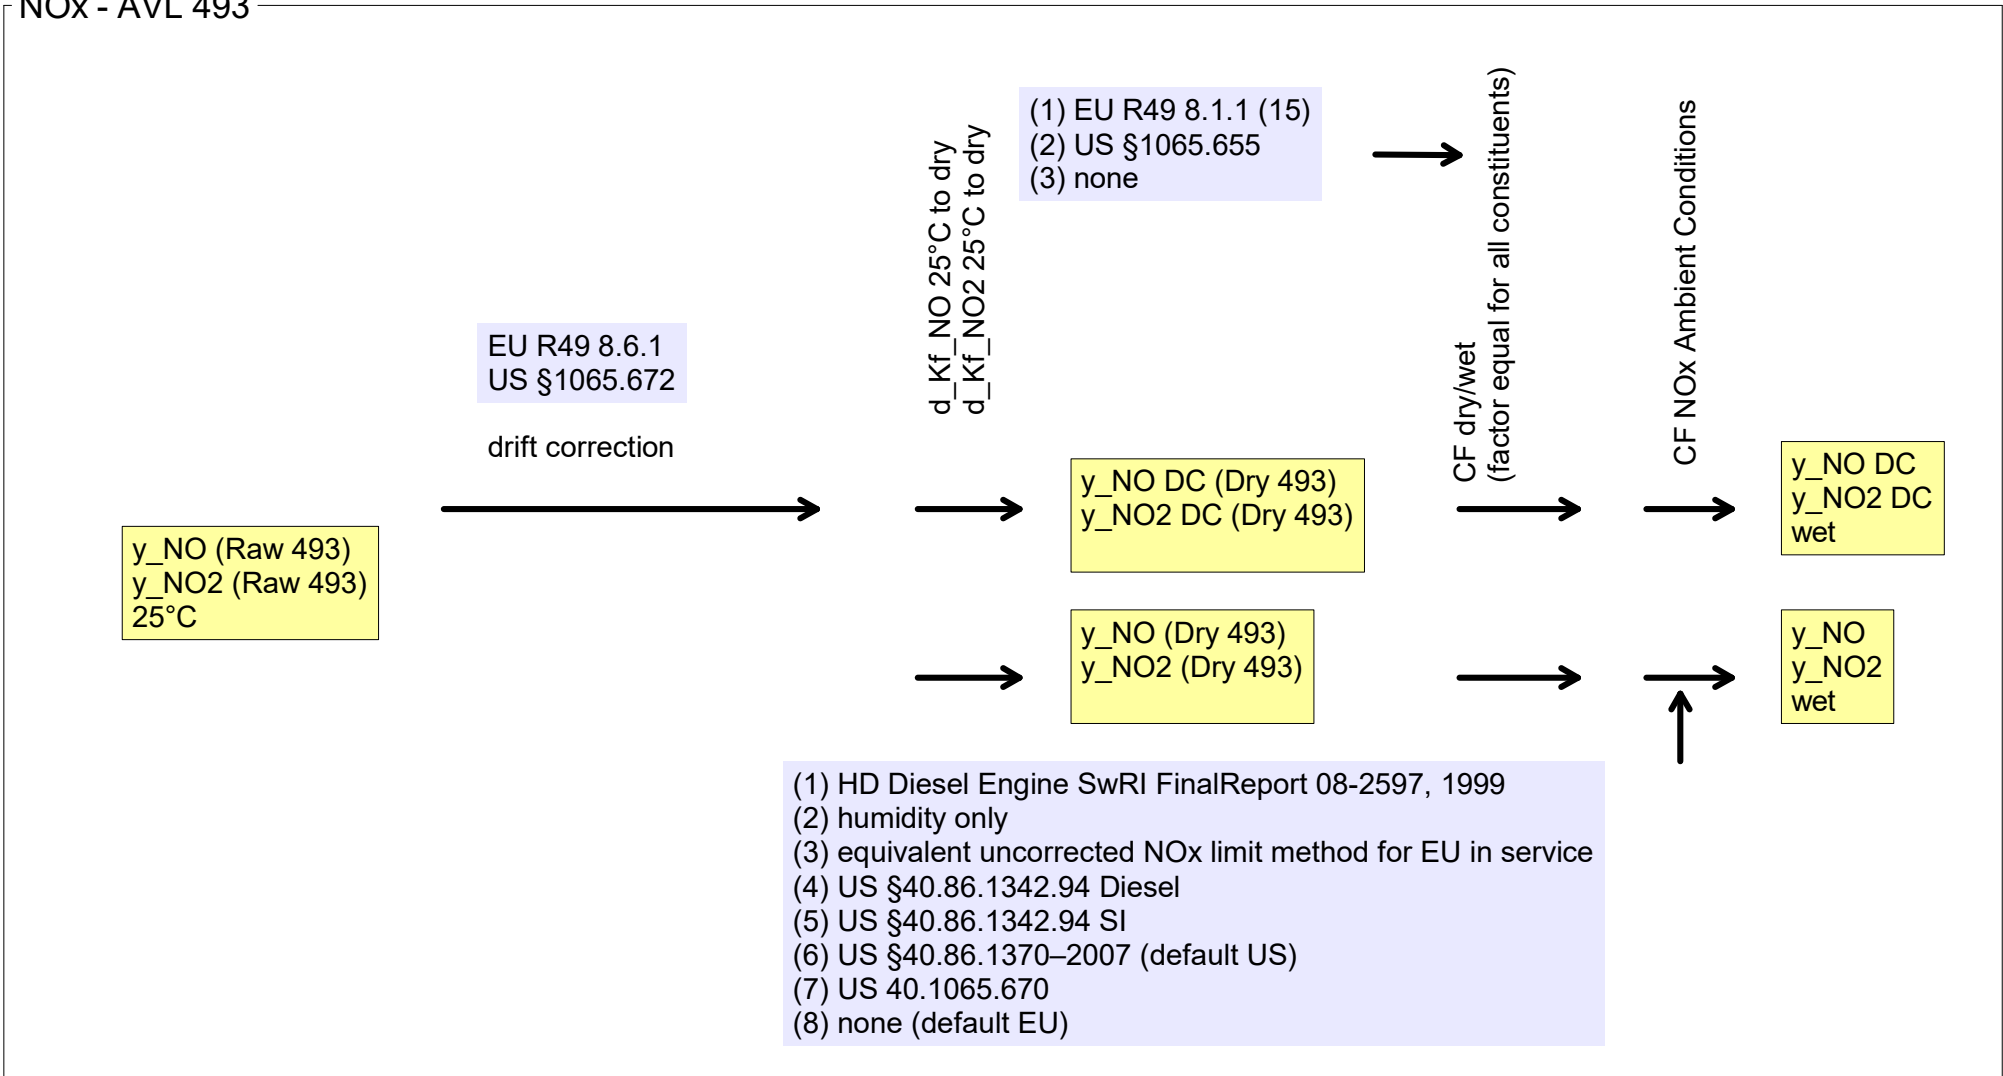 NOx - AVL 493
(1) EU R49 8.1.1 (15)
(2) US §1065.655
(3) none
d_Kf_NO 25°C to dry
d_Kf_NO2 25°C to dry
CF dry/wet
(factor equal for all constituents)
CF NOx Ambient Conditions
EU R49 8.6.1
US §1065.672
drift correction
y_NO (Raw 493)
y_NO2 (Raw 493)
25°C
y_NO DC (Dry 493)
y_NO2 DC (Dry 493)
y_NO DC
y_NO2 DC
wet
y_NO (Dry 493)
y_NO2 (Dry 493)
y_NO
y_NO2
wet
(1) HD Diesel Engine SwRI FinalReport 08-2597, 1999
(2) humidity only
(3) equivalent uncorrected NOx limit method for EU in service
(4) US §40.86.1342.94 Diesel
(5) US §40.86.1342.94 SI
(6) US §40.86.1370–2007 (default US)
(7) US 40.1065.670
(8) none (default EU)